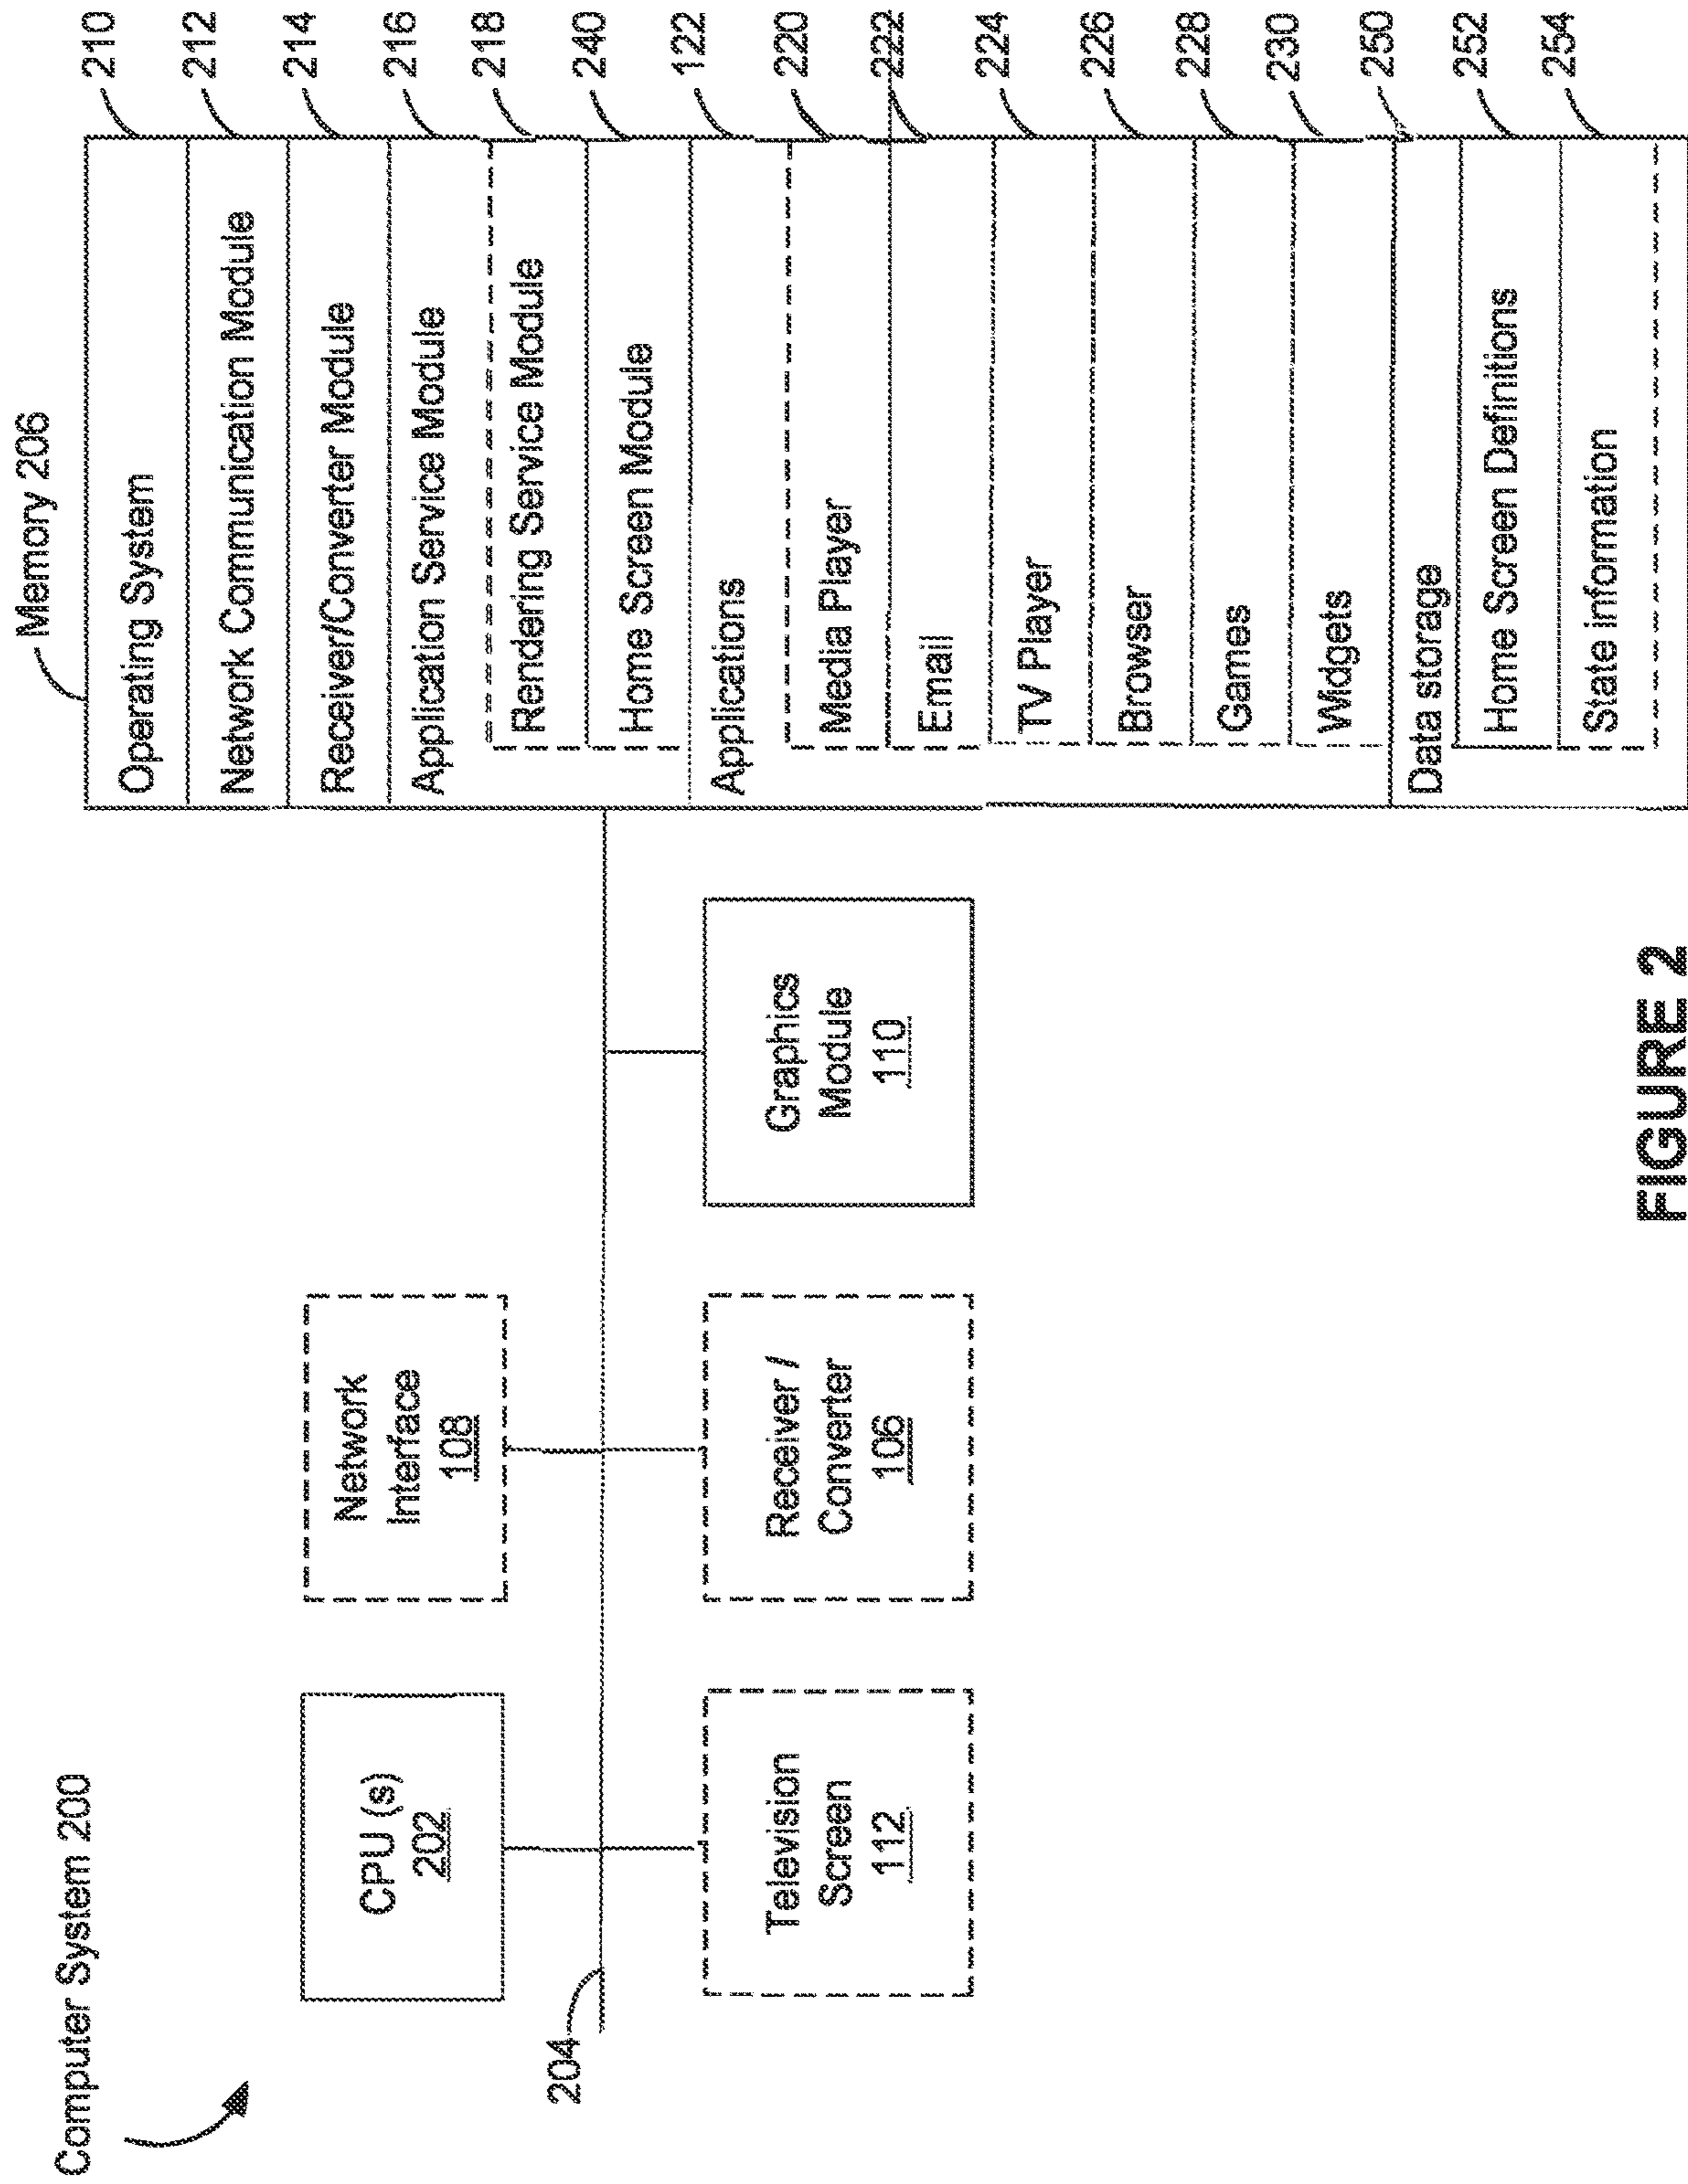 Computer System 200
CPU (s)
202
Network
Interface
108
204
Television
Screen
112
Receiver /
Converter
106
Graphics
Module
110
Memory 206
Operating System
210
Network Communication Module
212
Receiver/Converter Module
214
Application Service Module
216
Rendering Service Module
218
Home Screen Module
240
Applications
122
Media Player
220
Email
222
TV Player
224
Browser
226
Games
228
Widgets
230
Data storage
250
Home Screen Definitions
252
State information
254
FIGURE 2